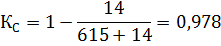 К_С = 1 − 14/(615 + 14) = 0,978